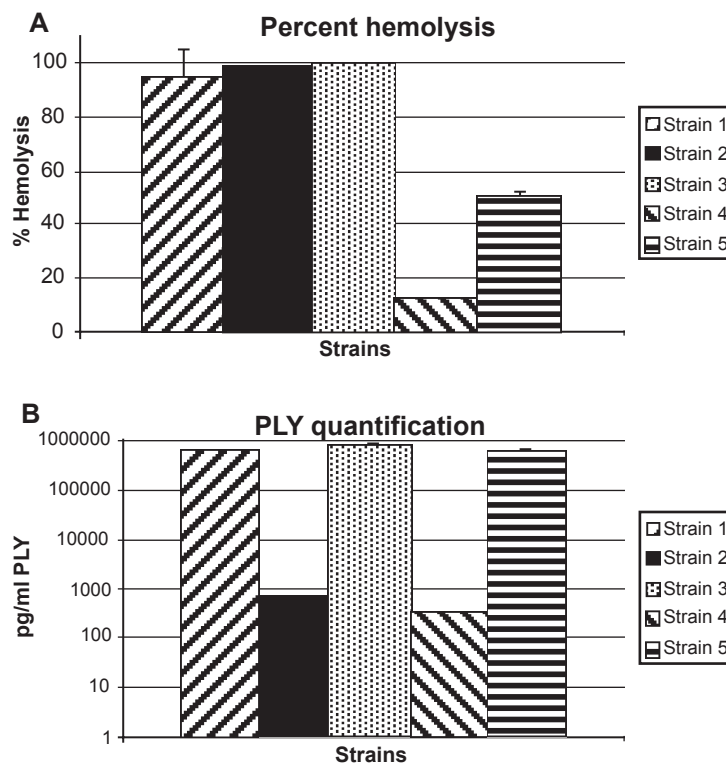 A
Percent hemolysis
% Hemolysis
100
80
60
40
20
0
Strains
Strain 1
Strain 2
Strain 3
Strain 4
Strain 5
B
PLY quantification
pg/ml PLY
1000000
100000
10000
1000
100
10
1
Strains
Strain 1
Strain 2
Strain 3
Strain 4
Strain 5